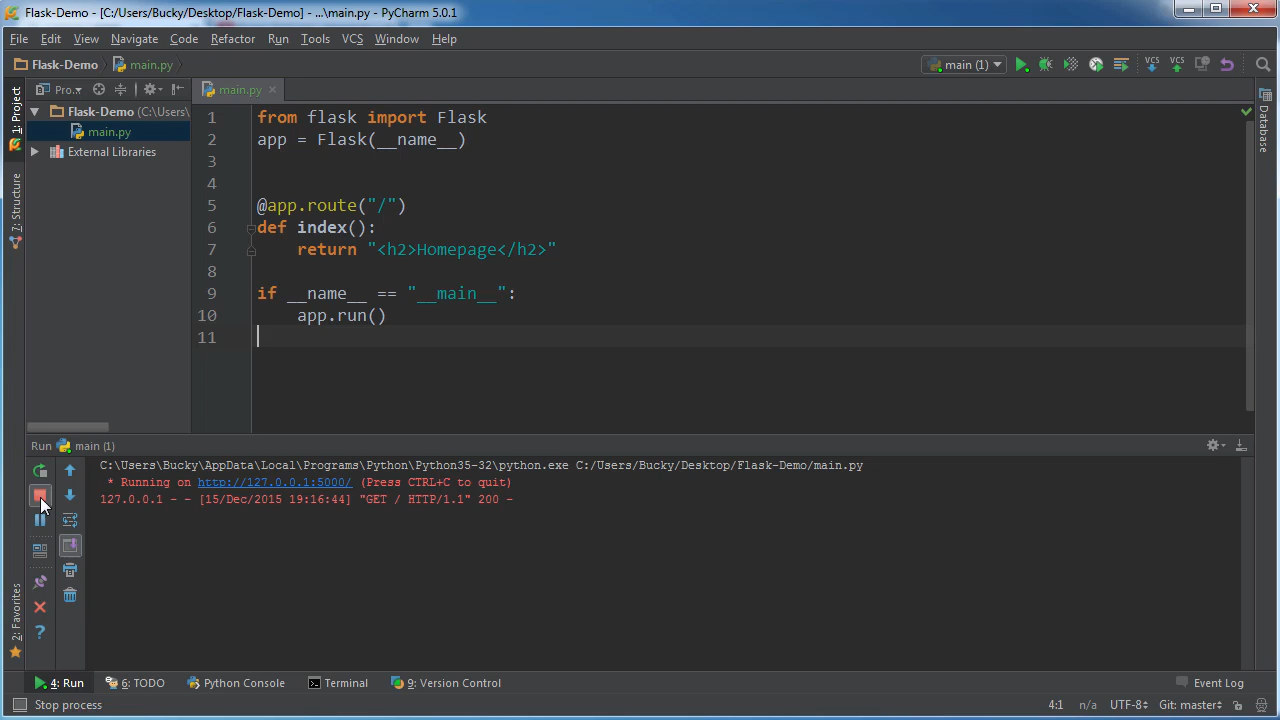 Flask-Demo - [C:/Users/Bucky/Desktop/Flask-Demo] - ...\main.py - PyCharm 5.0.1
File Edit View Navigate Code Refactor Run Tools VCS Window Help
Flask-Demo main.py main (1) VCS VCS
1: Project
7: Structure
2: Favorites
Pro..
Flask-Demo (C:\Users\
main.py
External Libraries
main.py
1 from flask import Flask
2 app = Flask(__name__)
3
4
5 @app.route("/")
6 def index():
7 return "<h2>Homepage</h2>"
8
9 if __name__ == "__main__":
10 app.run()
11
Database
Run main (1)
C:\Users\Bucky\AppData\Local\Programs\Python\Python35-32\python.exe C:/Users/Bucky/Desktop/Flask-Demo/main.py
* Running on http://127.0.0.1:5000/ (Press CTRL+C to quit)
127.0.0.1 - - [15/Dec/2015 19:16:44] "GET / HTTP/1.1" 200 -
4: Run 6: TODO Python Console Terminal 9: Version Control Event Log
Stop process 4:1 n/a UTF-8 Git: master